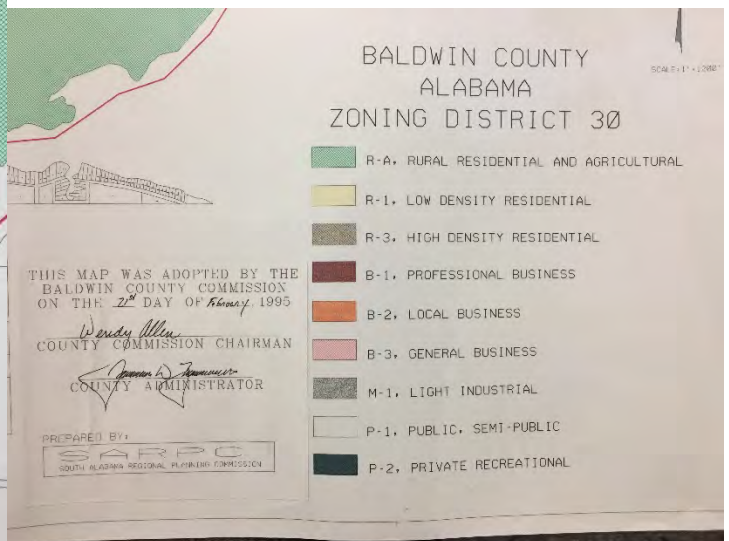 BALDWIN COUNTY
ALABAMA
ZONING DISTRICT 30
SCALE: 1" = 1200'
R-A, RURAL RESIDENTIAL AND AGRICULTURAL
R-1, LOW DENSITY RESIDENTIAL
R-3, HIGH DENSITY RESIDENTIAL
B-1, PROFESSIONAL BUSINESS
B-2, LOCAL BUSINESS
B-3, GENERAL BUSINESS
M-1, LIGHT INDUSTRIAL
P-1, PUBLIC, SEMI-PUBLIC
P-2, PRIVATE RECREATIONAL
THIS MAP WAS ADOPTED BY THE
BALDWIN COUNTY COMMISSION
ON THE 21st DAY OF February, 1995
Wendy Allen
COUNTY COMMISSION CHAIRMAN
COUNTY ADMINISTRATOR
PREPARED BY:
SARPC
SOUTH ALABAMA REGIONAL PLANNING COMMISSION